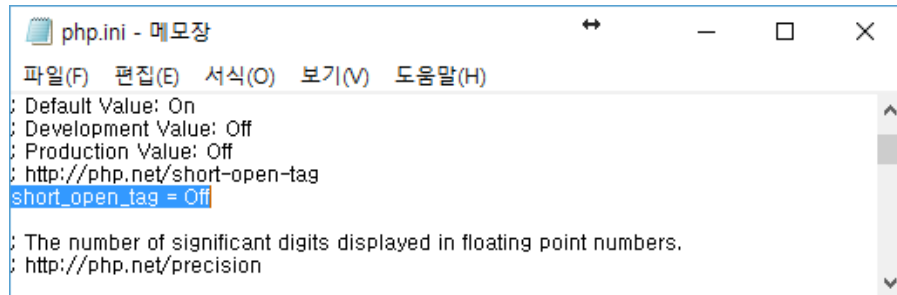 php.ini - 메모장
파일(F) 편집(E) 서식(O) 보기(V) 도움말(H)
; Default Value: On
; Development Value: Off
; Production Value: Off
; http://php.net/short-open-tag
short_open_tag = Off
; The number of significant digits displayed in floating point numbers.
; http://php.net/precision